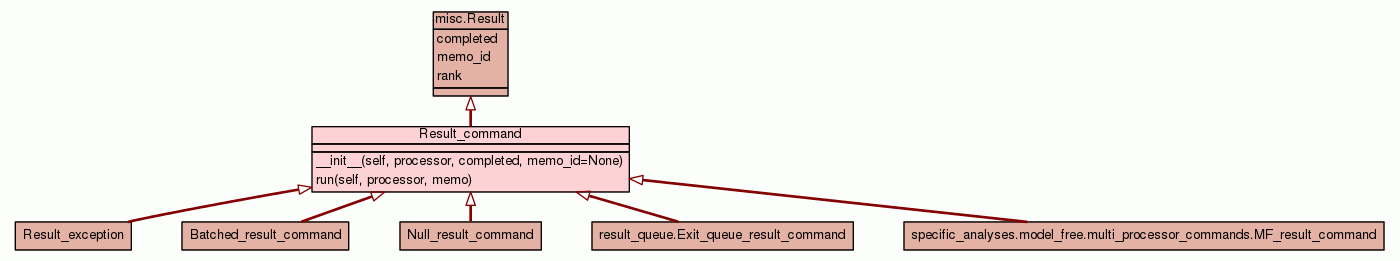 misc.Result
completed
memo_id
rank
Result_command
__init__(self, processor, completed, memo_id=None)
run(self, processor, memo)
Result_exception
Batched_result_command
Null_result_command
result_queue.Exit_queue_result_command
specific_analyses.model_free.multi_processor_commands.MF_result_command